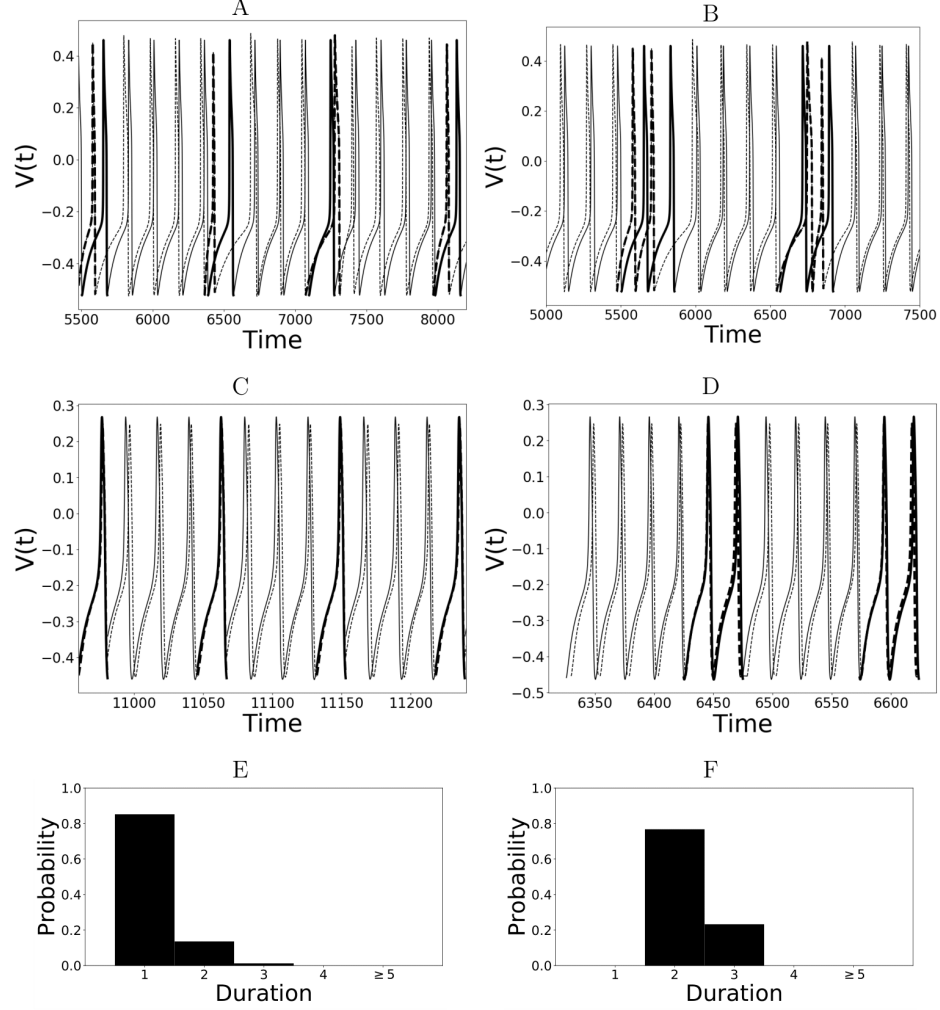 A
V(t)
0.4
0.2
0.0
−0.2
−0.4
5500 6000 6500 7000 7500 8000
Time
B
V(t)
0.4
0.2
0.0
−0.2
−0.4
5000 5500 6000 6500 7000 7500
Time
C
V(t)
0.3
0.2
0.1
0.0
−0.1
−0.2
−0.3
−0.4
11000 11050 11100 11150 11200
Time
D
V(t)
0.3
0.2
0.1
0.0
−0.1
−0.2
−0.3
−0.4
−0.5
6350 6400 6450 6500 6550 6600
Time
E
Probability
1.0
0.8
0.6
0.4
0.2
0.0
1 2 3 4 ≥5
Duration
F
Probability
1.0
0.8
0.6
0.4
0.2
0.0
1 2 3 4 ≥5
Duration